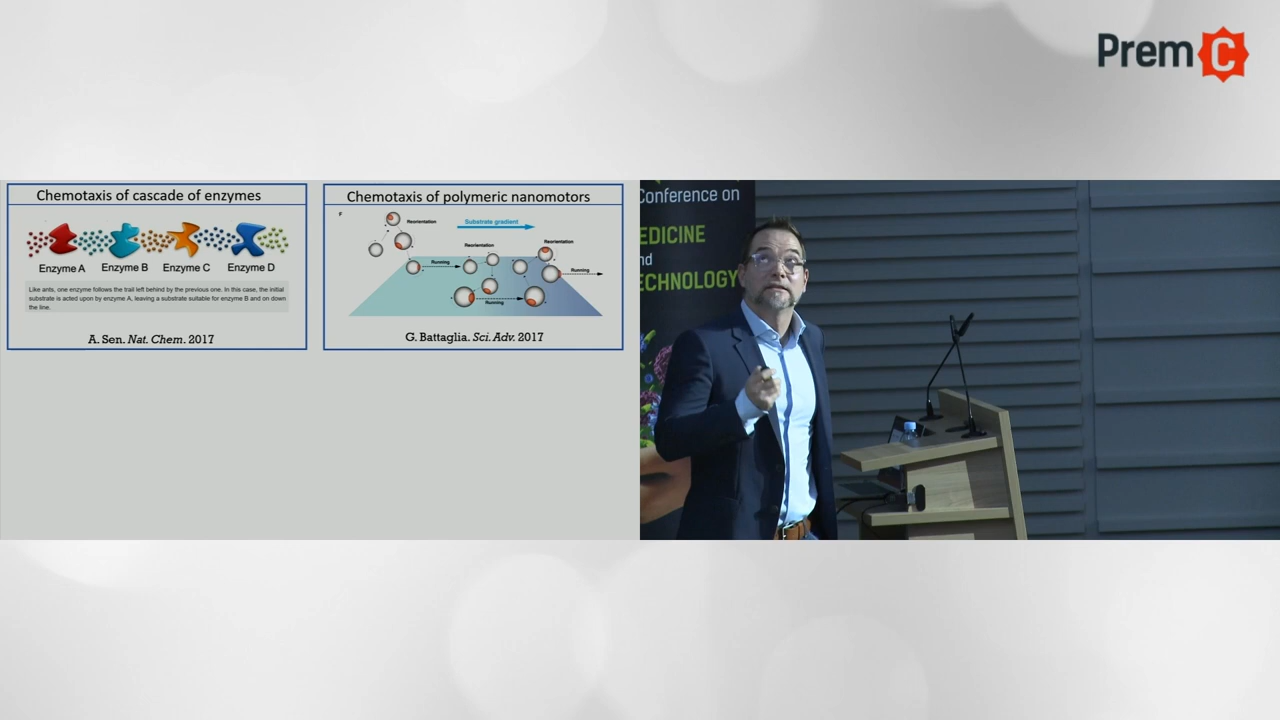 Prem C
Chemotaxis of cascade of enzymes
Enzyme A Enzyme B Enzyme C Enzyme D
Like ants, one enzyme follows the trail left behind by the previous one. In this case, the initial
substrate is acted upon by enzyme A, leaving a substrate suitable for enzyme B and on down
the line.
A. Sen. Nat. Chem. 2017
Chemotaxis of polymeric nanomotors
F
Reorientation
Substrate gradient
Reorientation
Reorientation
Running
Running
Running
G. Battaglia. Sci. Adv. 2017
Conference on
EDICINE
nd
ECHNOLOGY